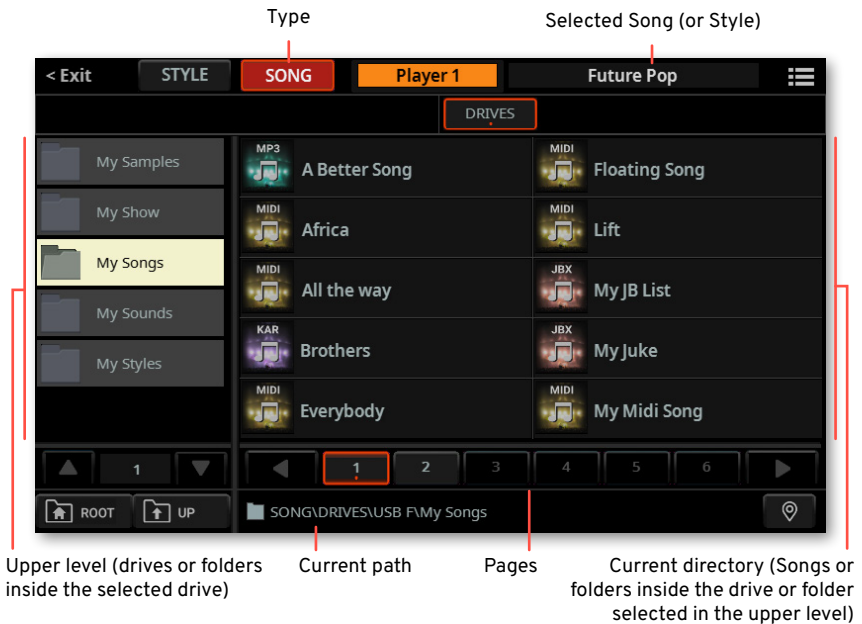 Type
Selected Song (or Style)
< Exit
STYLE
SONG
Player 1
Future Pop
DRIVES
My Samples
My Show
My Songs
My Sounds
My Styles
MP3
A Better Song
MIDI
Floating Song
MIDI
Africa
MIDI
Lift
MIDI
All the way
JBX
My JB List
KAR
Brothers
JBX
My Juke
MIDI
Everybody
MIDI
My Midi Song
1
1
2
3
4
5
6
ROOT
UP
SONG\DRIVES\USB F\My Songs
Upper level (drives or folders
inside the selected drive)
Current path
Pages
Current directory (Songs or
folders inside the drive or folder
selected in the upper level)